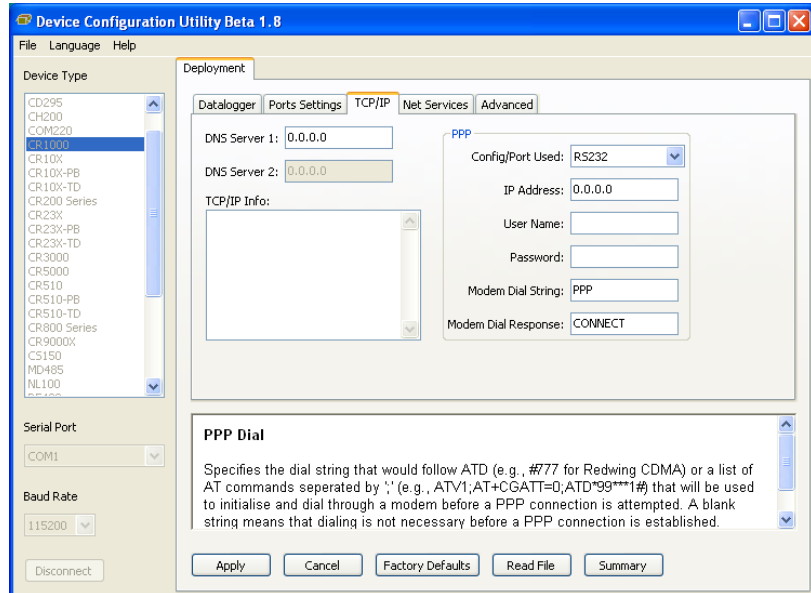 Device Configuration Utility Beta 1.8
File Language Help
Device Type
CD295
CH200
COM220
CR1000
CR10X
CR10X-PB
CR10X-TD
CR200 Series
CR23X
CR23X-PB
CR23X-TD
CR3000
CR5000
CR510
CR510-PB
CR510-TD
CR800 Series
CR9000X
CS150
MD485
NL100
Serial Port
COM1
Baud Rate
115200
Disconnect
Deployment
Datalogger Ports Settings TCP/IP Net Services Advanced
DNS Server 1: 0.0.0.0
DNS Server 2: 0.0.0.0
TCP/IP Info:
PPP
Config/Port Used: RS232
IP Address: 0.0.0.0
User Name:
Password:
Modem Dial String: PPP
Modem Dial Response: CONNECT
PPP Dial
Specifies the dial string that would follow ATD (e.g., #777 for Redwing CDMA) or a list of
AT commands seperated by ';' (e.g., ATV1;AT+CGATT=0;ATD*99***1#) that will be used
to initialise and dial through a modem before a PPP connection is attempted. A blank
string means that dialing is not necessary before a PPP connection is established.
Apply Cancel Factory Defaults Read File Summary